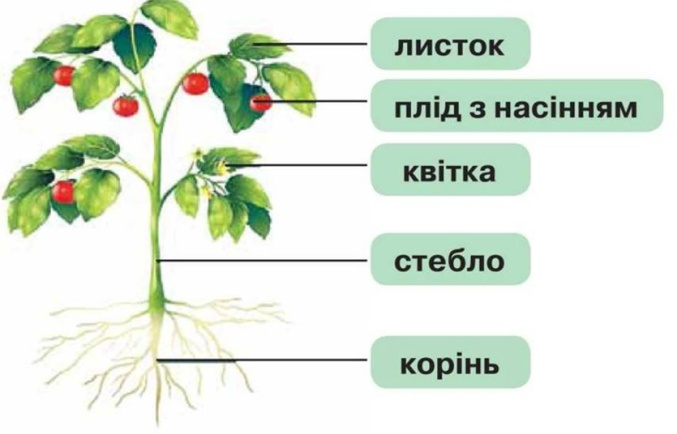 листок
плід з насінням
квітка
стебло
корінь